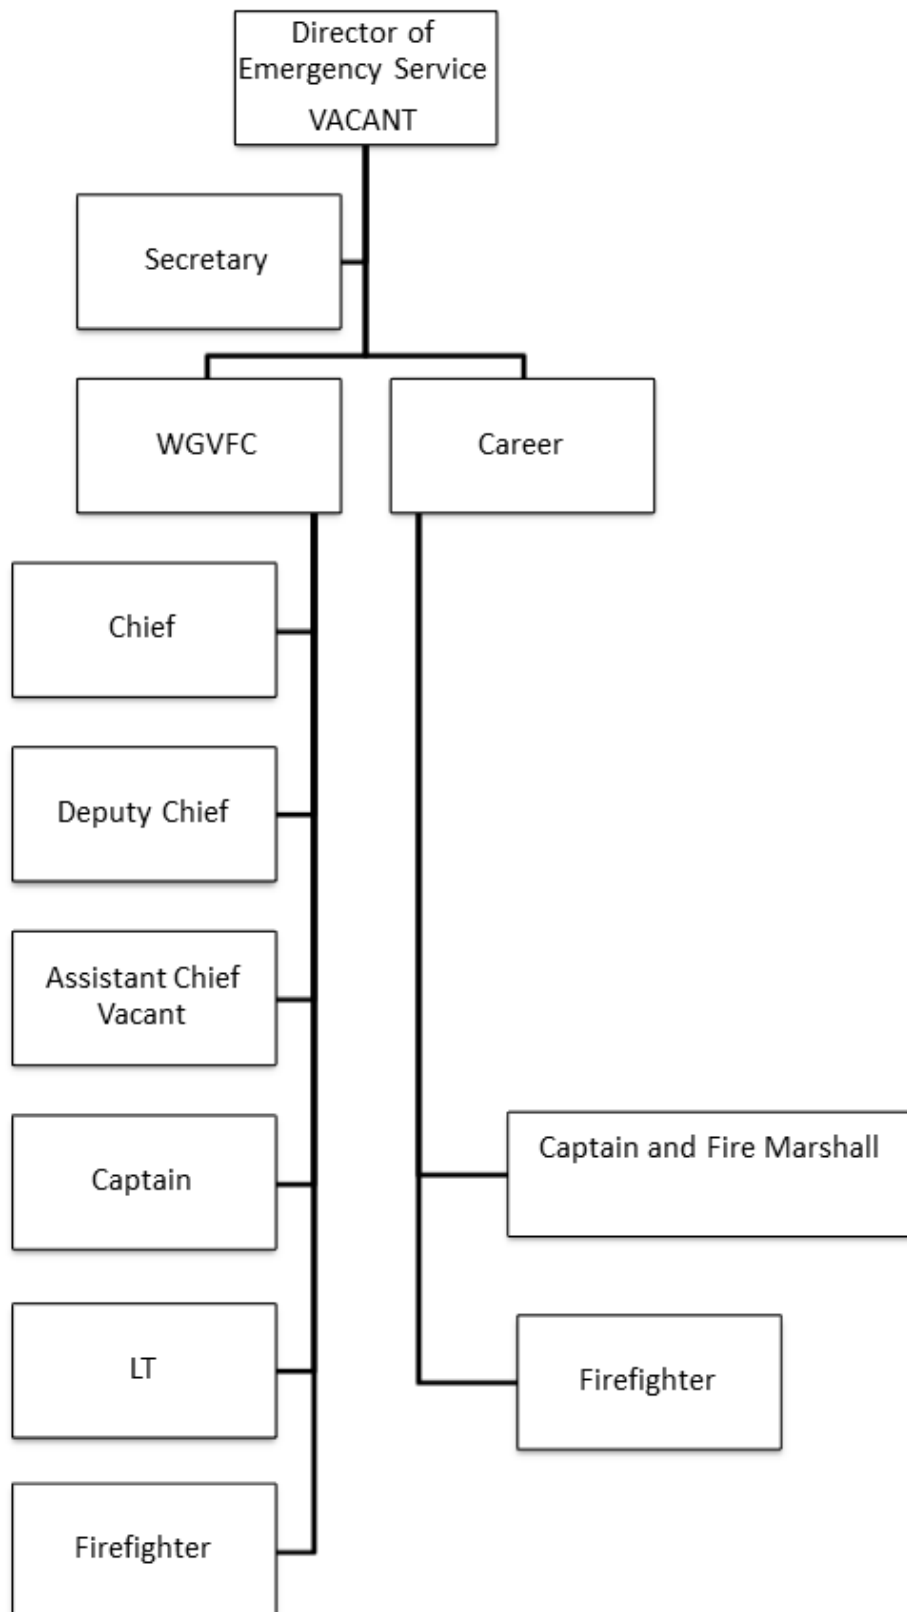 Director of
Emergency Service
VACANT
Secretary
WGVFC
Career
Chief
Deputy Chief
Assistant Chief
Vacant
Captain
Captain and Fire Marshall
LT
Firefighter
Firefighter